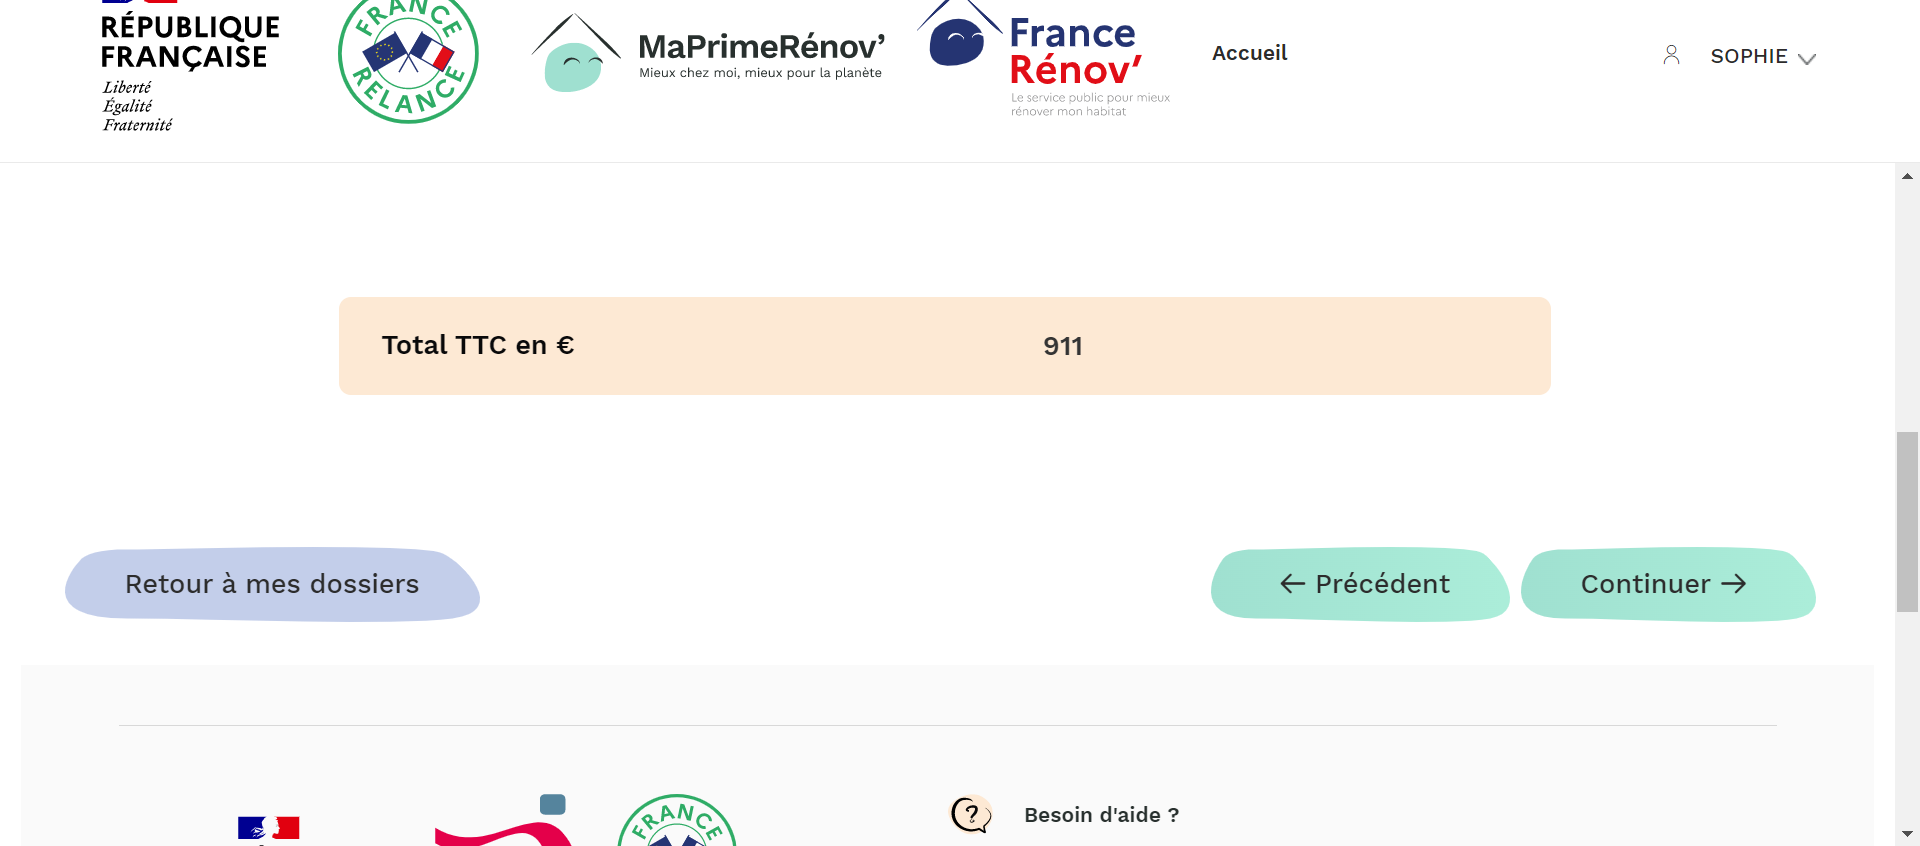 RÉPUBLIQUE
FRANÇAISE
Liberté
Égalité
Fraternité
FRANCE
RELANCE
MaPrimeRénov’
Mieux chez moi, mieux pour la planète
France
Rénov’
Le service public pour mieux
rénover mon habitat
Accueil
SOPHIE
Total TTC en €
911
Retour à mes dossiers
← Précédent
Continuer →
FRANCE
Besoin d'aide ?